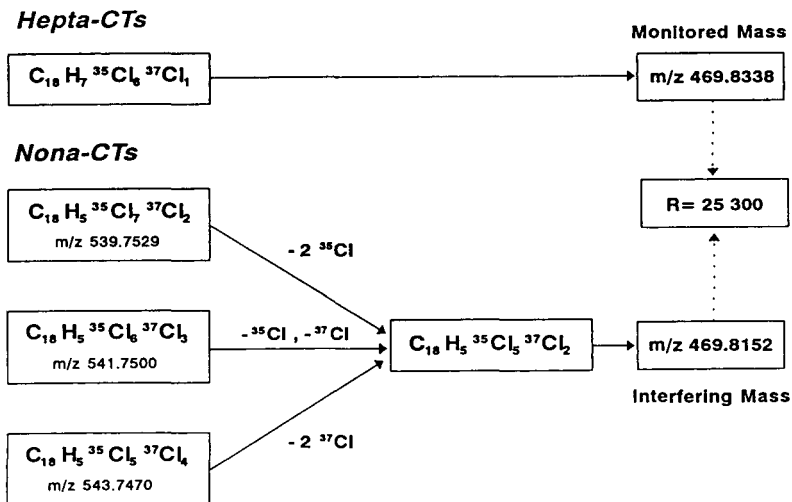 Hepta-CTs
Monitored Mass
C₁₈ H₇ ³⁵Cl₆ ³⁷Cl₁
m/z 469.8338
Nona-CTs
R= 25 300
C₁₈ H₅ ³⁵Cl₇ ³⁷Cl₂
m/z 539.7529
- 2 ³⁵Cl
C₁₈ H₅ ³⁵Cl₆ ³⁷Cl₃
m/z 541.7500
-³⁵Cl , -³⁷Cl
C₁₈ H₅ ³⁵Cl₅ ³⁷Cl₂
m/z 469.8152
Interfering Mass
- 2 ³⁷Cl
C₁₈ H₅ ³⁵Cl₅ ³⁷Cl₄
m/z 543.7470